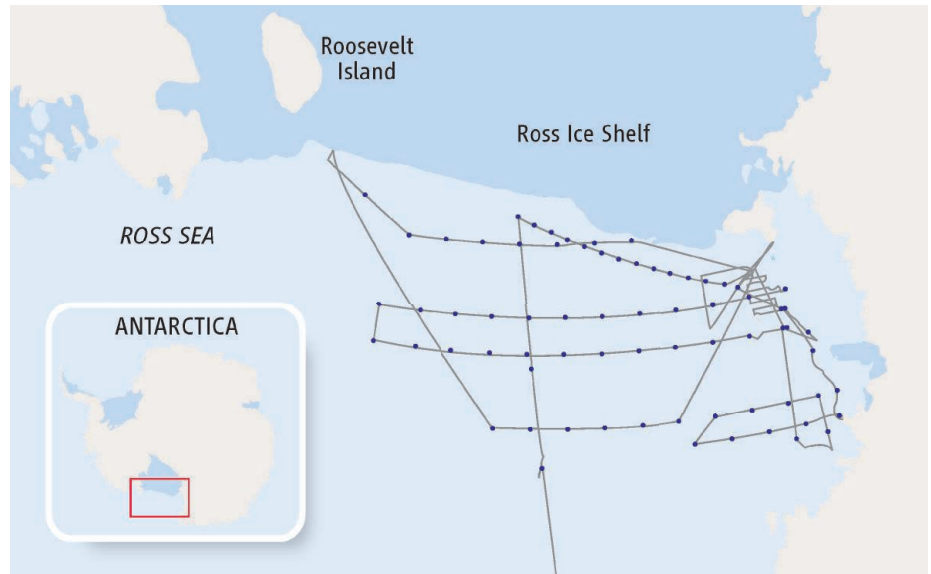 Roosevelt
Island
Ross Ice Shelf
ROSS SEA
ANTARCTICA